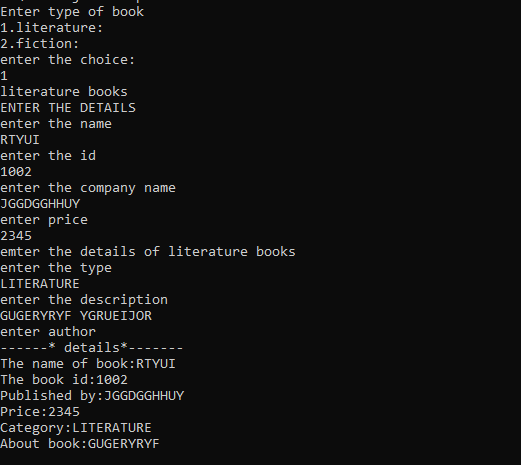 Enter type of book
1.literature:
2.fiction:
enter the choice:
1
literature books
ENTER THE DETAILS
enter the name
RTYUI
enter the id
1002
enter the company name
JGGDGGHHUY
enter price
2345
emter the details of literature books
enter the type
LITERATURE
enter the description
GUGERYRYF YGRUEIJOR
enter author
------* details*-------
The name of book:RTYUI
The book id:1002
Published by:JGGDGGHHUY
Price:2345
Category:LITERATURE
About book:GUGERYRYF